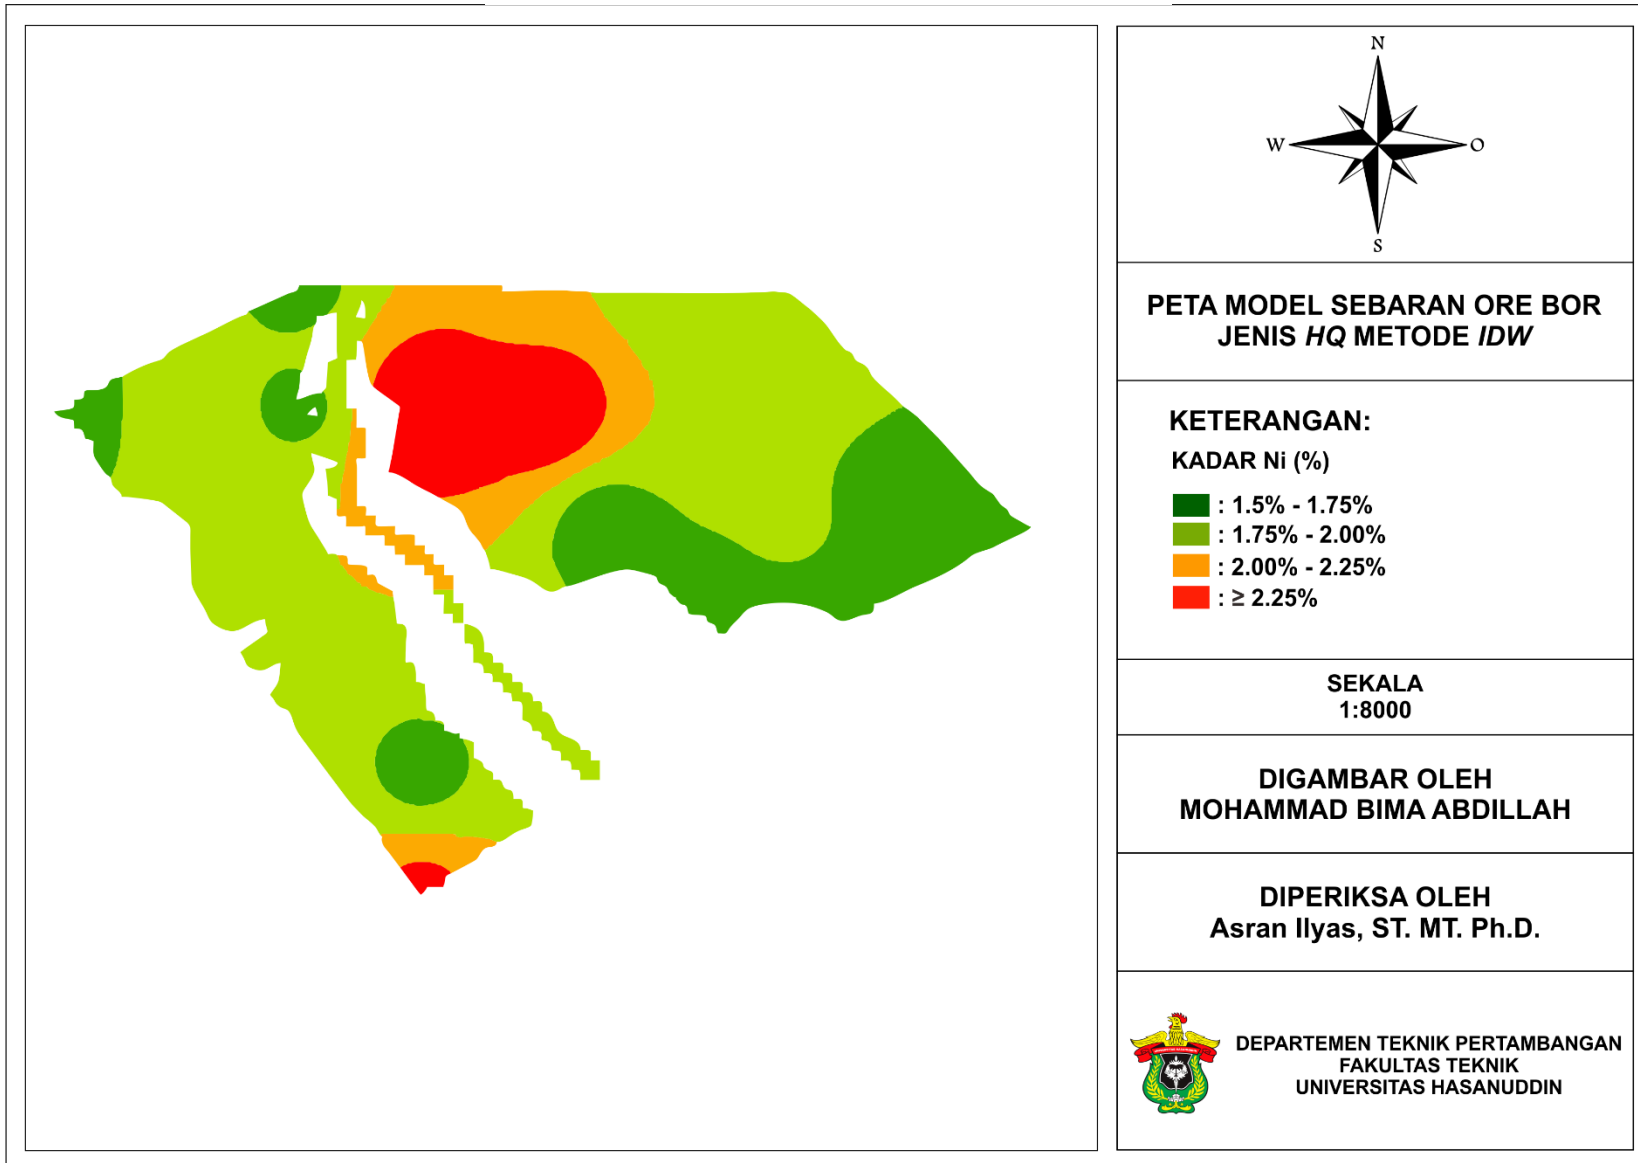 N
W
O
S
PETA MODEL SEBARAN ORE BOR
JENIS HQ METODE IDW
KETERANGAN:
KADAR Ni (%)
: 1.5% - 1.75%
: 1.75% - 2.00%
: 2.00% - 2.25%
: ≥ 2.25%
SEKALA
1:8000
DIGAMBAR OLEH
MOHAMMAD BIMA ABDILLAH
DIPERIKSA OLEH
Asran Ilyas, ST. MT. Ph.D.
DEPARTEMEN TEKNIK PERTAMBANGAN
FAKULTAS TEKNIK
UNIVERSITAS HASANUDDIN